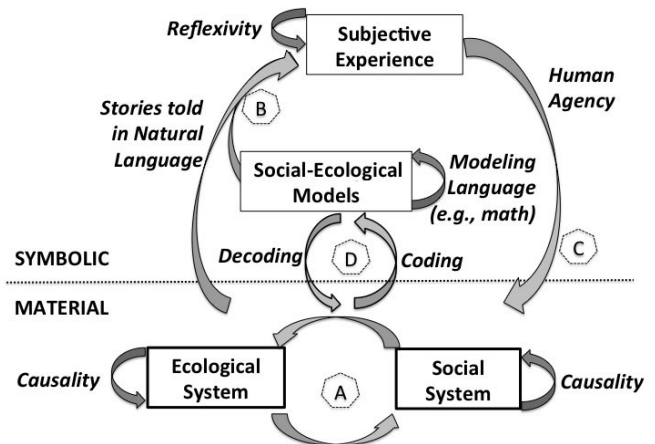 Reflexivity
Subjective
Experience
Human
Agency
Stories told
in Natural
Language
B
Social-Ecological
Models
Modeling
Language
(e.g., math)
Decoding
D
Coding
C
SYMBOLIC
MATERIAL
Causality
Ecological
System
A
Social
System
Causality